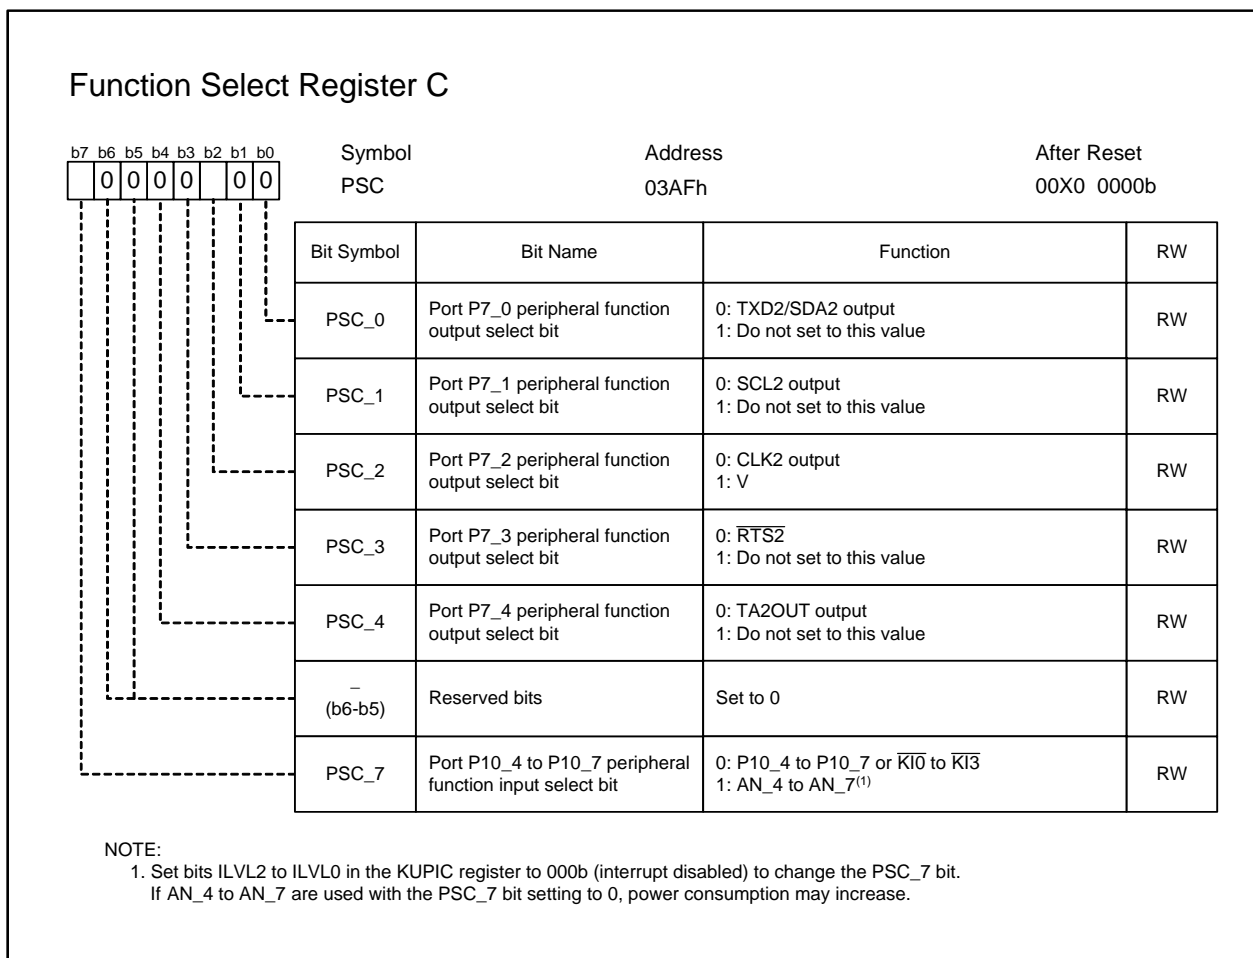 Function Select Register C
b7 b6 b5 b4 b3 b2 b1 b0
0 0 0 0 0 0
Symbol Address After Reset
PSC 03AFh 00X0 0000b
Bit Symbol Bit Name Function RW
PSC_0 Port P7_0 peripheral function output select bit 0: TXD2/SDA2 output RW
1: Do not set to this value
PSC_1 Port P7_1 peripheral function output select bit 0: SCL2 output RW
1: Do not set to this value
PSC_2 Port P7_2 peripheral function output select bit 0: CLK2 output RW
1: V
PSC_3 Port P7_3 peripheral function output select bit 0: R̅T̅S̅2̅ RW
1: Do not set to this value
PSC_4 Port P7_4 peripheral function output select bit 0: TA2OUT output RW
1: Do not set to this value
–
(b6-b5) Reserved bits Set to 0 RW
PSC_7 Port P10_4 to P10_7 peripheral function input select bit 0: P10_4 to P10_7 or K̅I̅0̅ to K̅I̅3̅ RW
1: AN_4 to AN_7(1)
NOTE:
1. Set bits ILVL2 to ILVL0 in the KUPIC register to 000b (interrupt disabled) to change the PSC_7 bit.
If AN_4 to AN_7 are used with the PSC_7 bit setting to 0, power consumption may increase.